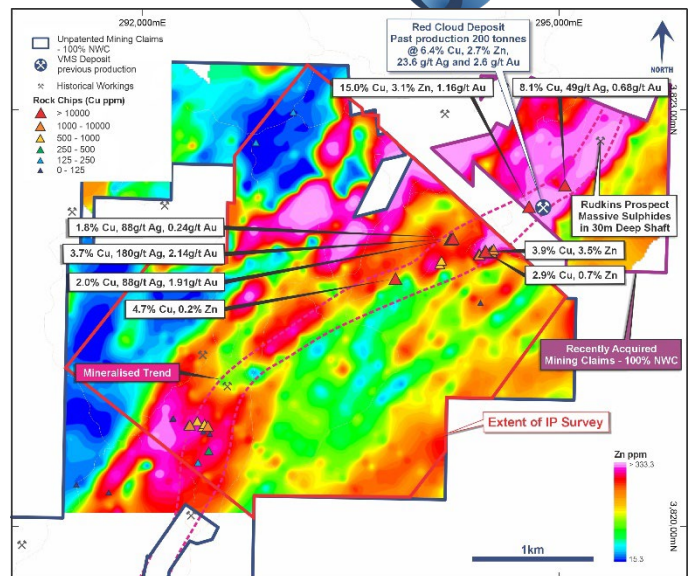 292,000mE
295,000mE
Unpatented Mining Claims
- 100% NWC
VMS Deposit
previous production
Historical Workings
Rock Chips (Cu ppm)
> 10000
1000 - 10000
500 - 1000
250 - 500
125 - 250
0 - 125
Red Cloud Deposit
Past production 200 tonnes
@ 6.4% Cu, 2.7% Zn,
23.6 g/t Ag and 2.6 g/t Au
NORTH
15.0% Cu, 3.1% Zn, 1.16g/t Au
8.1% Cu, 49g/t Ag, 0.68g/t Au
3,823,00mN
Rudkins Prospect
Massive Sulphides
in 30m Deep Shaft
1.8% Cu, 88g/t Ag, 0.24g/t Au
3.7% Cu, 180g/t Ag, 2.14g/t Au
2.0% Cu, 88g/t Ag, 1.91g/t Au
4.7% Cu, 0.2% Zn
3.9% Cu, 3.5% Zn
2.9% Cu, 0.7% Zn
Recently Acquired
Mining Claims - 100% NWC
Mineralised Trend
Extent of IP Survey
Zn ppm
> 333.3
15.3
3,820,00mN
1km